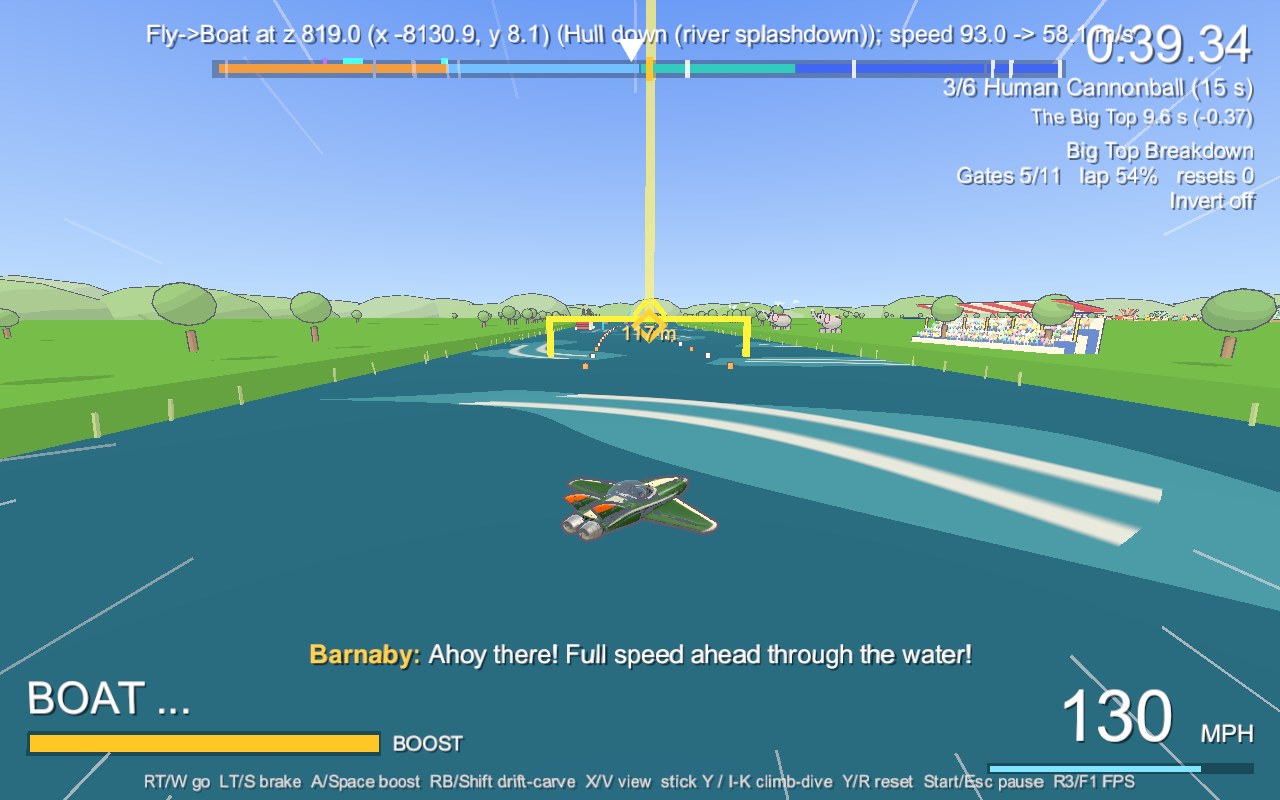 Fly->Boat at z 819.0 (x -8130.9, y 8.1) (Hull down (river splashdown)); speed 93.0 -> 58.1 m/s
0:39.34
3/6 Human Cannonball (15 s)
The Big Top 9.6 s (-0.37)
Big Top Breakdown
Gates 5/11 lap 54% resets 0
Invert off
117 m
Barnaby: Ahoy there! Full speed ahead through the water!
BOAT ...
BOOST
130 MPH
RT/W go LT/S brake A/Space boost RB/Shift drift-carve X/V view stick Y / I-K climb-dive Y/R reset Start/Esc pause R3/F1 FPS